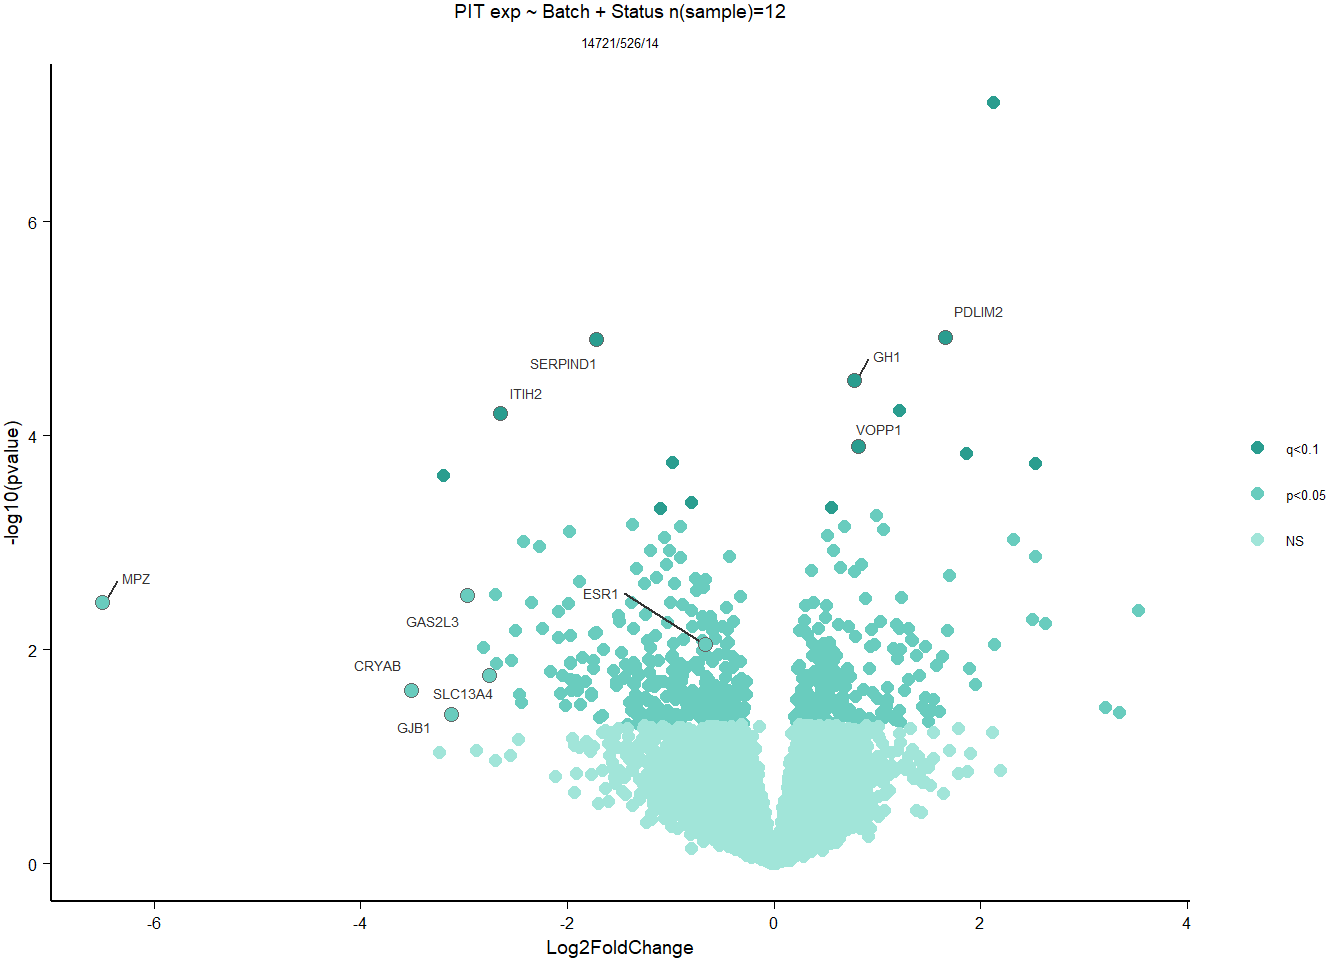 PIT exp ~ Batch + Status n(sample)=12
14721/526/14
-log10(pvalue)
6
4
2
0
PDLIM2
GH1
SERPIND1
ITIH2
VOPP1
MPZ
ESR1
GAS2L3
CRYAB
SLC13A4
GJB1
q<0.1
p<0.05
NS
-6
-4
-2
0
2
4
Log2FoldChange